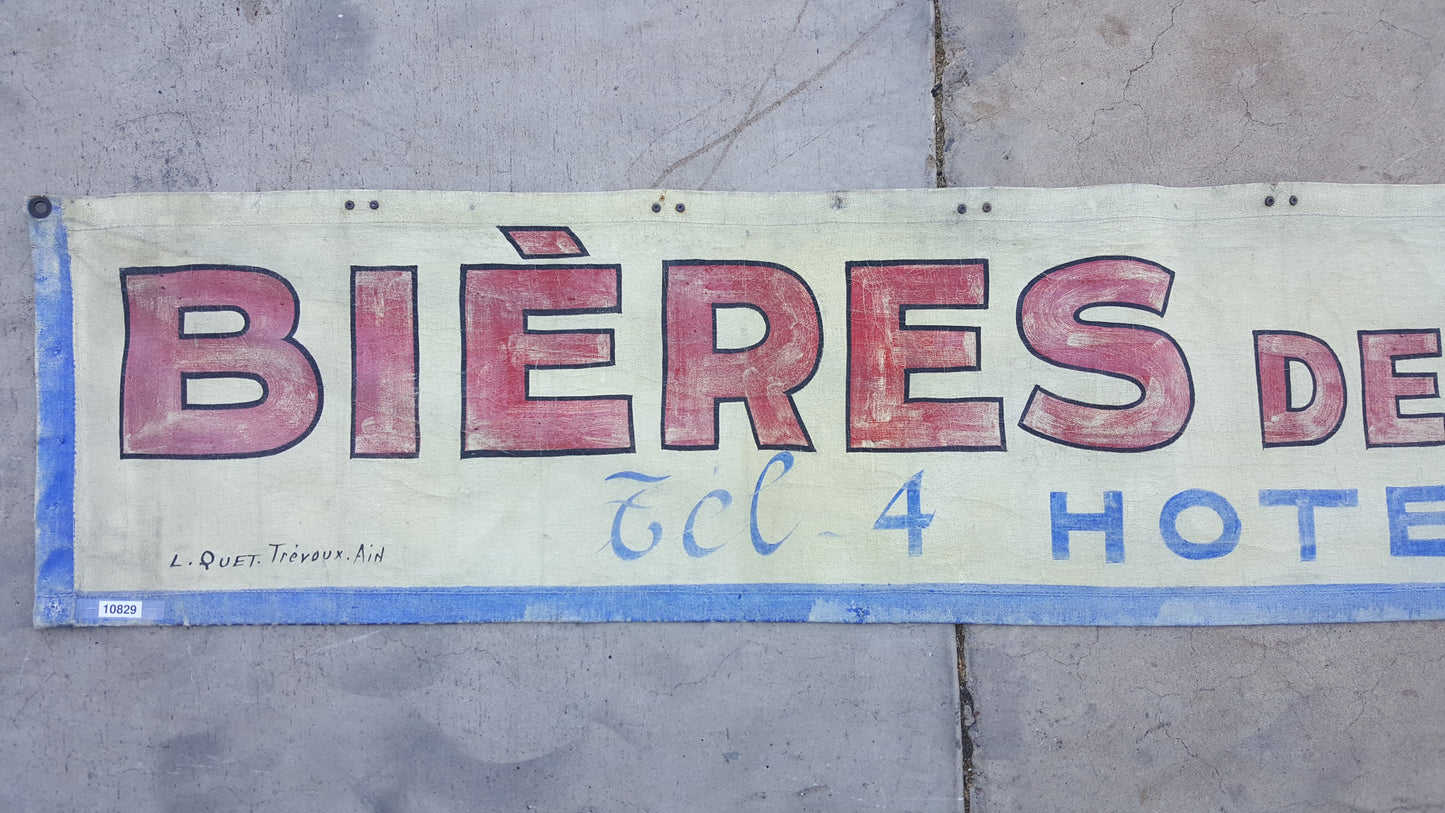 BIÈRES DE
Tél - 4 HOTE
L. QUET. Trévoux. Ain
10829